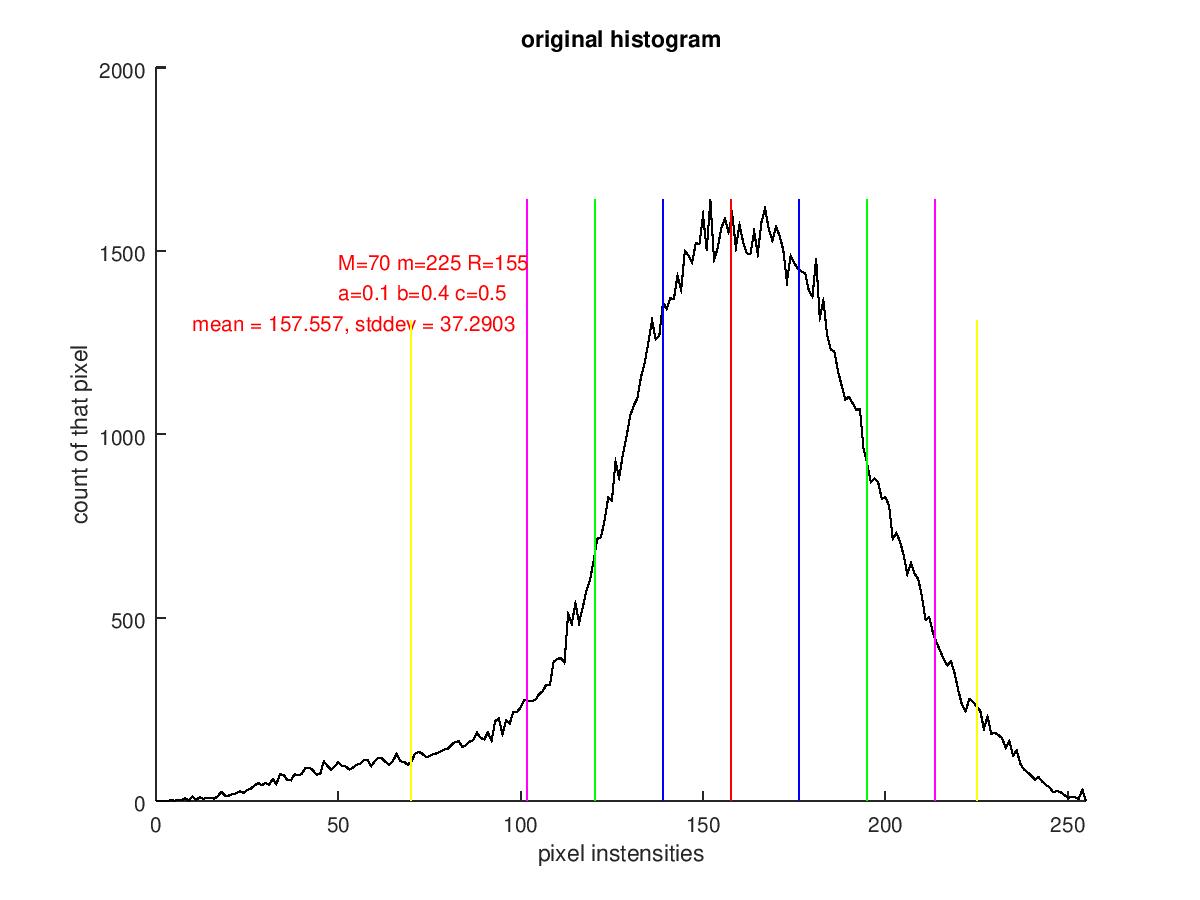 original histogram
2000
1500
1000
500
0
count of that pixel
M=70 m=225 R=155
a=0.1 b=0.4 c=0.5
mean = 157.557, stddev = 37.2903
0 50 100 150 200 250
pixel instensities